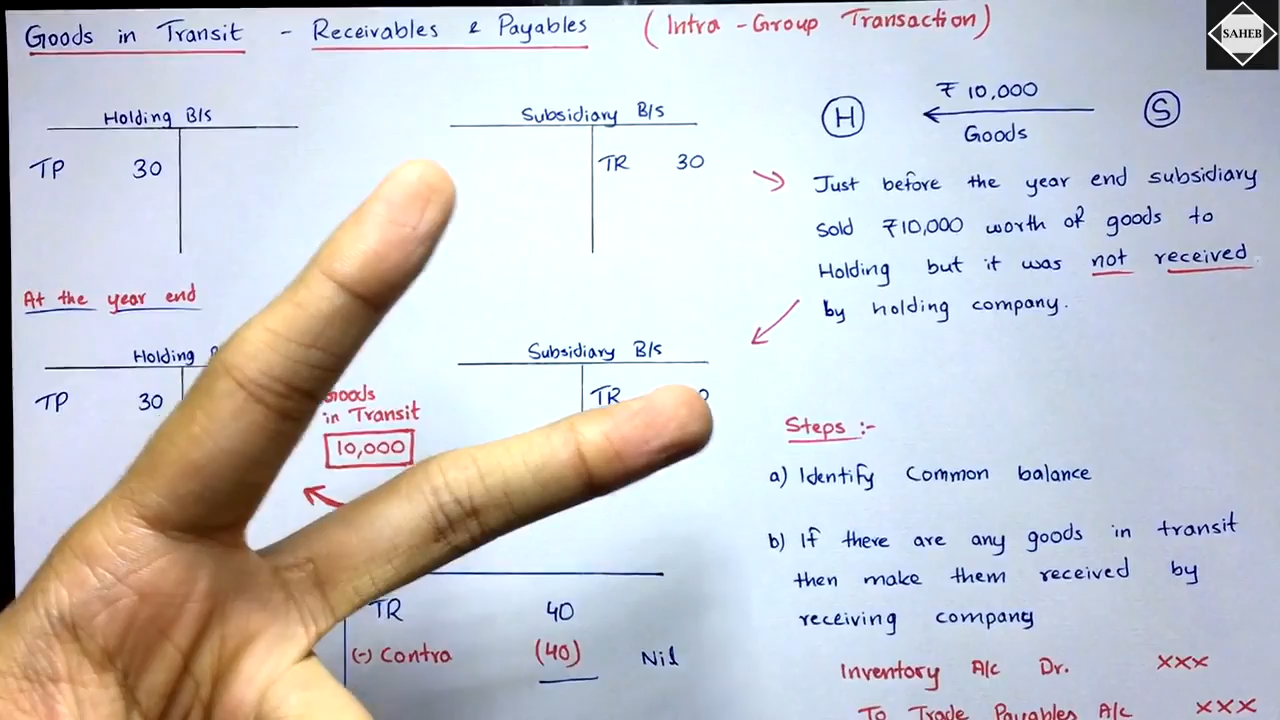 Goods in Transit - Receivables & Payables (Intra-Group Transaction)
SAHEB
Holding B/s
TP 30
Subsidiary B/s
TR 30
₹ 10,000
H S
Goods
Just before the year end subsidiary
sold ₹10,000 worth of goods to
Holding but it was not received
by holding company.
At the year end
Holding
TP 30
Goods
in Transit
10,000
Subsidiary B/s
TR
TR 40
(-) Contra (40) Nil
Steps :-
a) Identify Common balance
b) If there are any goods in transit
then make them received by
receiving company
Inventory A/c Dr. xxx
To Trade Payables A/c xxx